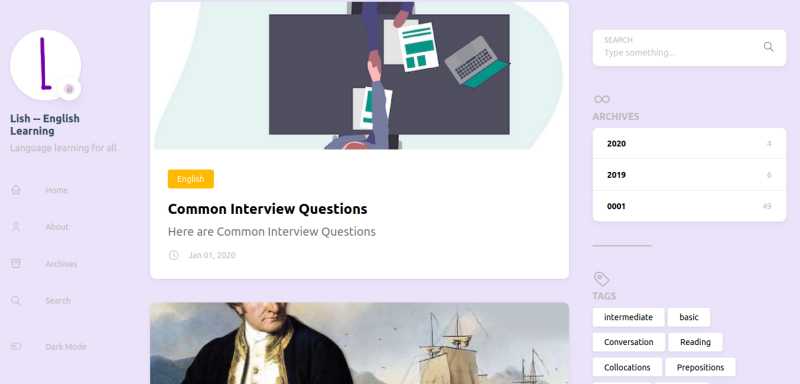 L
Lish -- English
Learning
Language learning for all
Home
About
Archives
Search
Dark Mode
English
Common Interview Questions
Here are Common Interview Questions
Jan 01, 2020
SEARCH
Type something...
ARCHIVES
2020 4
2019 6
0001 49
TAGS
intermediate basic
Conversation Reading
Collocations Prepositions